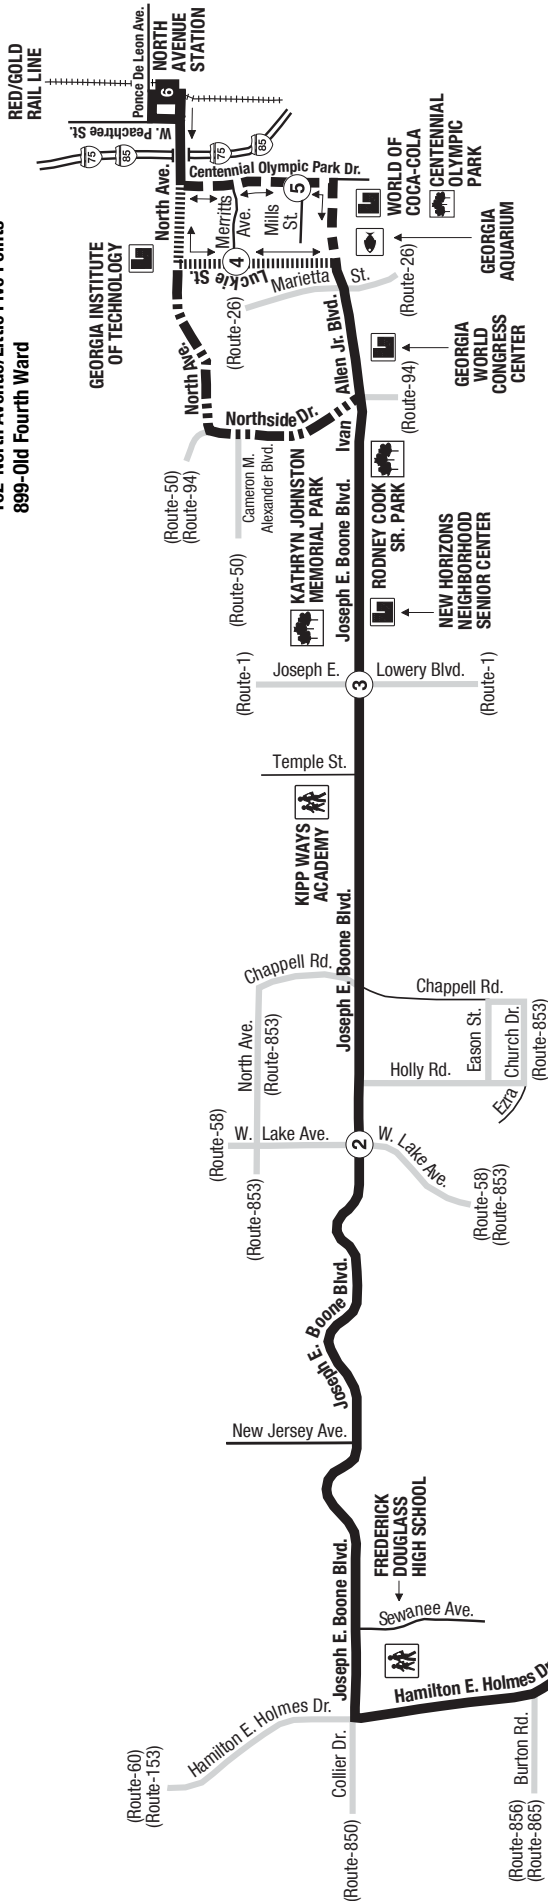 899-Old Fourth Ward
RED/GOLD
RAIL LINE
Ponce De Leon Ave.
6
NORTH
AVENUE
STATION
W. Peachtree St.
75
85
75
85
North Ave.
Centennial Olympic Park Dr.
GEORGIA INSTITUTE
OF TECHNOLOGY
Merritts
Ave.
Mills
St.
5
4
Luckie St.
WORLD OF
COCA-COLA
CENTENNIAL
OLYMPIC
PARK
GEORGIA
AQUARIUM
Marietta St.
(Route-26)
(Route-26)
North Ave.
Northside Dr.
Ivan Allen Jr. Blvd.
GEORGIA
WORLD
CONGRESS
CENTER
(Route-94)
(Route-50)
(Route-94)
Cameron M.
Alexander Blvd.
(Route-50)
KATHRYN JOHNSTON
MEMORIAL PARK
Joseph E. Boone Blvd.
RODNEY COOK
SR. PARK
NEW HORIZONS
NEIGHBORHOOD
SENIOR CENTER
(Route-1)
Joseph E.
3
Lowery Blvd.
(Route-1)
Temple St.
KIPP WAYS
ACADEMY
Joseph E. Boone Blvd.
Chappell Rd.
North Ave.
(Route-853)
Chappell Rd.
Eason St.
Church Dr.
(Route-853)
Holly Rd.
Ezra
(Route-58)
W. Lake Ave.
(Route-853)
2
W. Lake Ave.
(Route-58)
(Route-853)
Joseph E. Boone Blvd.
New Jersey Ave.
FREDERICK
DOUGLASS
HIGH SCHOOL
Sewanee Ave.
Joseph E. Boone Blvd.
Hamilton E. Holmes Dr.
(Route-60)
(Route-153)
Collier Dr.
(Route-850)
Hamilton E. Holmes
Burton Rd.
(Route-856)
(Route-865)